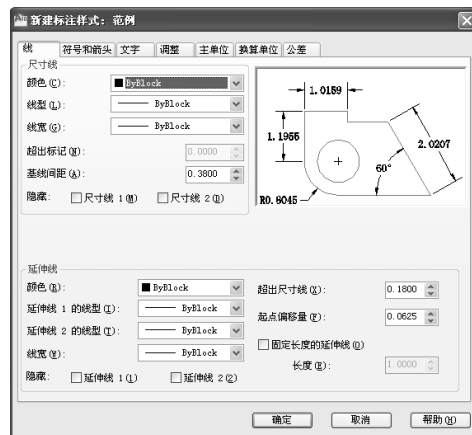 新建标注样式：范例
线 符号和箭头 文字 调整 主单位 换算单位 公差
尺寸线
颜色(C): ByBlock
线型(L): ByBlock
线宽(G): ByBlock
超出标记(N): 0.0000
基线间距(A): 0.3800
隐藏: 尺寸线 1(M) 尺寸线 2(D)
1.0159
1.1955
2.0207
60°
R0.8045
延伸线
颜色(R): ByBlock
延伸线 1 的线型(I): ByBlock
延伸线 2 的线型(T): ByBlock
线宽(W): ByBlock
隐藏: 延伸线 1(1) 延伸线 2(2)
超出尺寸线(X): 0.1800
起点偏移量(F): 0.0625
固定长度的延伸线(O)
长度(E): 1.0000
确定 取消 帮助(H)